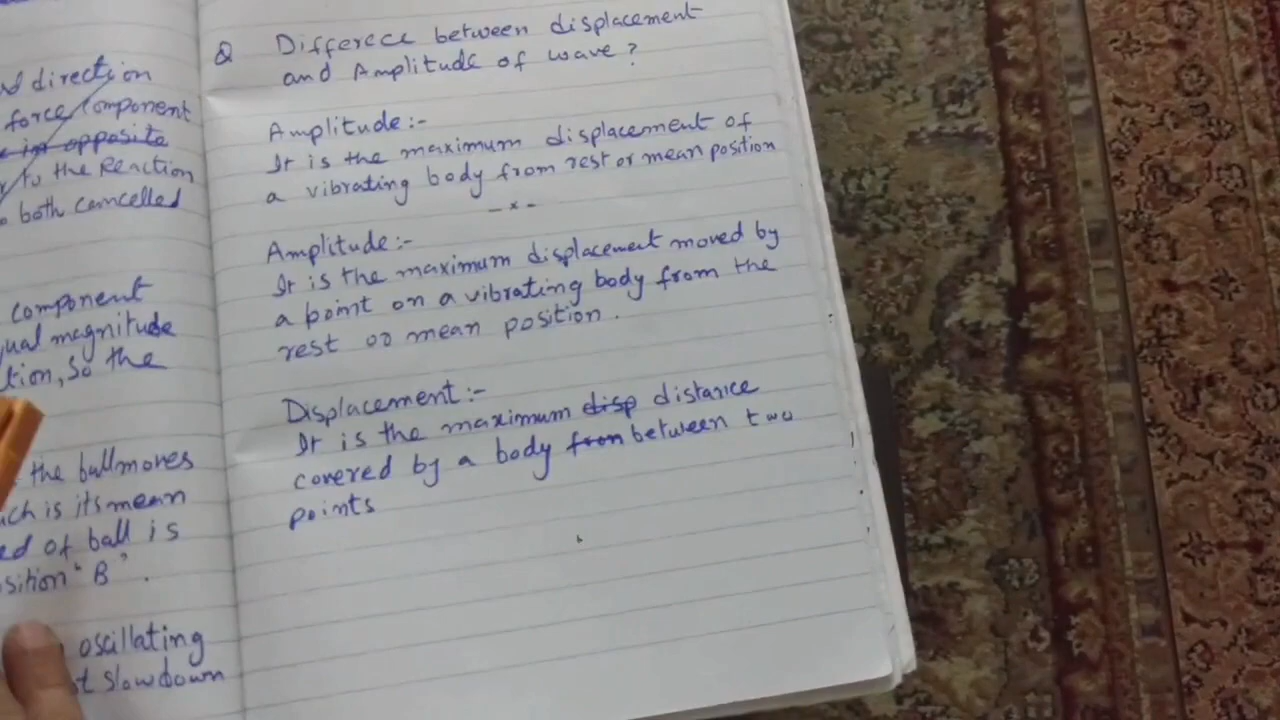 nd direction
force component
e in opposite
to the Reaction
both cancelled
component
qual magnitude
tion, so the
the ball moves
ich is its mean
ed of ball is
sition "B".
oscillating
t slowdown
Q Differece between displacement
and Amplitude of wave?
Amplitude:-
It is the maximum displacement of
a vibrating body from rest or mean position
-x-
Amplitude:-
It is the maximum displacement moved by
a point on a vibrating body from the
rest or mean position.
Displacement:-
It is the maximum disp distance
covered by a body from between two
points